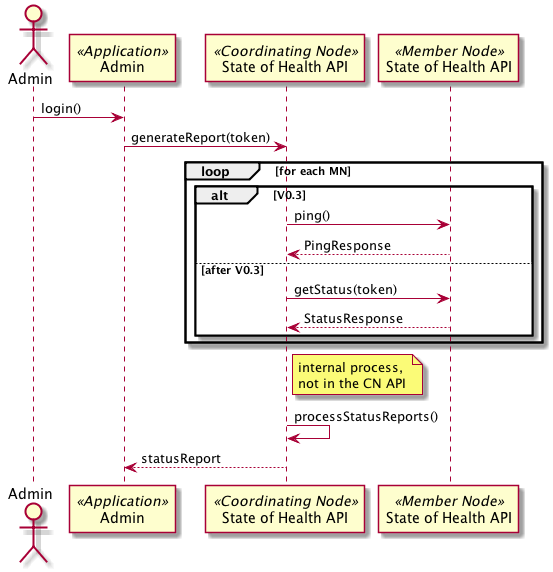 Admin
«Application»
Admin
«Coordinating Node»
State of Health API
«Member Node»
State of Health API
login()
generateReport(token)
loop [for each MN]
alt [V0.3]
ping()
PingResponse
[after V0.3]
getStatus(token)
StatusResponse
internal process,
not in the CN API
processStatusReports()
statusReport
Admin
«Application»
Admin
«Coordinating Node»
State of Health API
«Member Node»
State of Health API